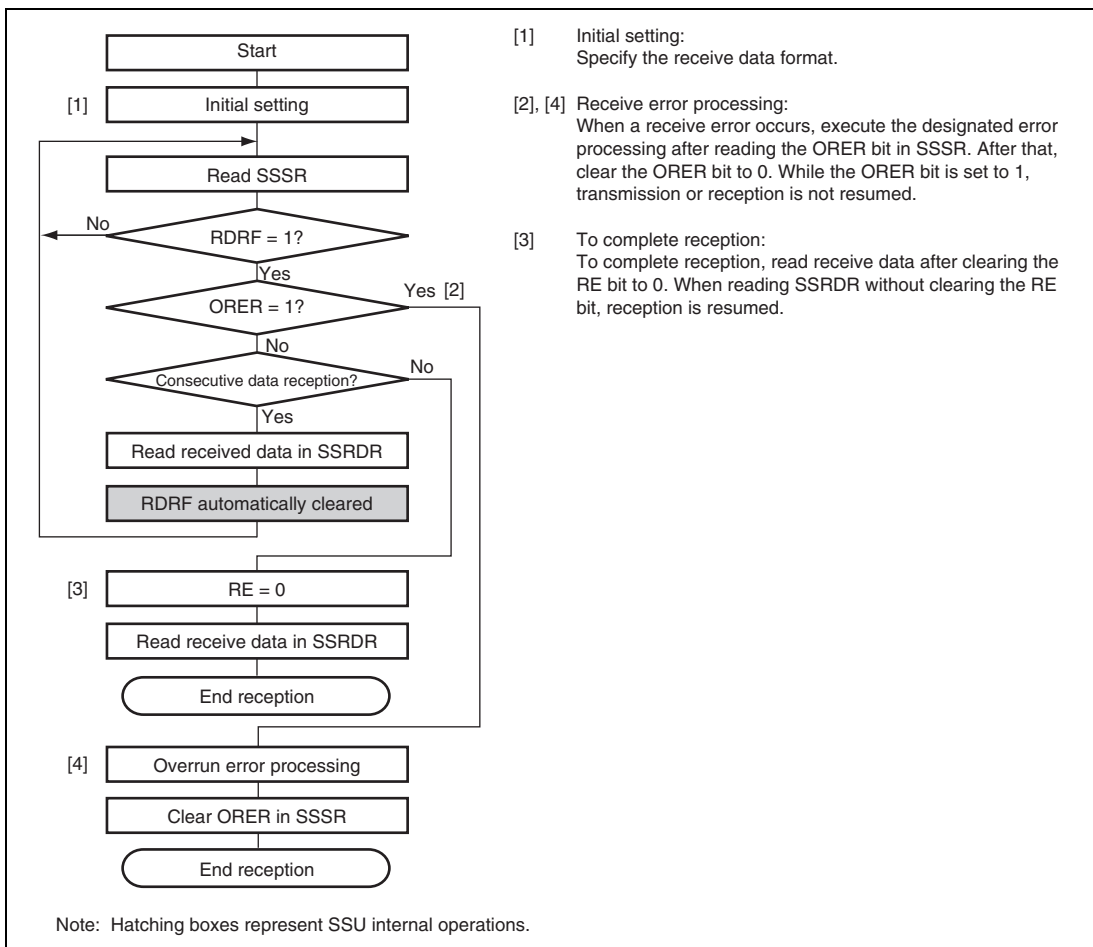 Start
[1] Initial setting
Read SSSR
No
RDRF = 1?
Yes
ORER = 1?
Yes [2]
No
Consecutive data reception?
No
Yes
Read received data in SSRDR
RDRF automatically cleared
[3] RE = 0
Read receive data in SSRDR
End reception
[4] Overrun error processing
Clear ORER in SSSR
End reception
[1] Initial setting:
Specify the receive data format.
[2], [4] Receive error processing:
When a receive error occurs, execute the designated error
processing after reading the ORER bit in SSSR. After that,
clear the ORER bit to 0. While the ORER bit is set to 1,
transmission or reception is not resumed.
[3] To complete reception:
To complete reception, read receive data after clearing the
RE bit to 0. When reading SSRDR without clearing the RE
bit, reception is resumed.
Note: Hatching boxes represent SSU internal operations.